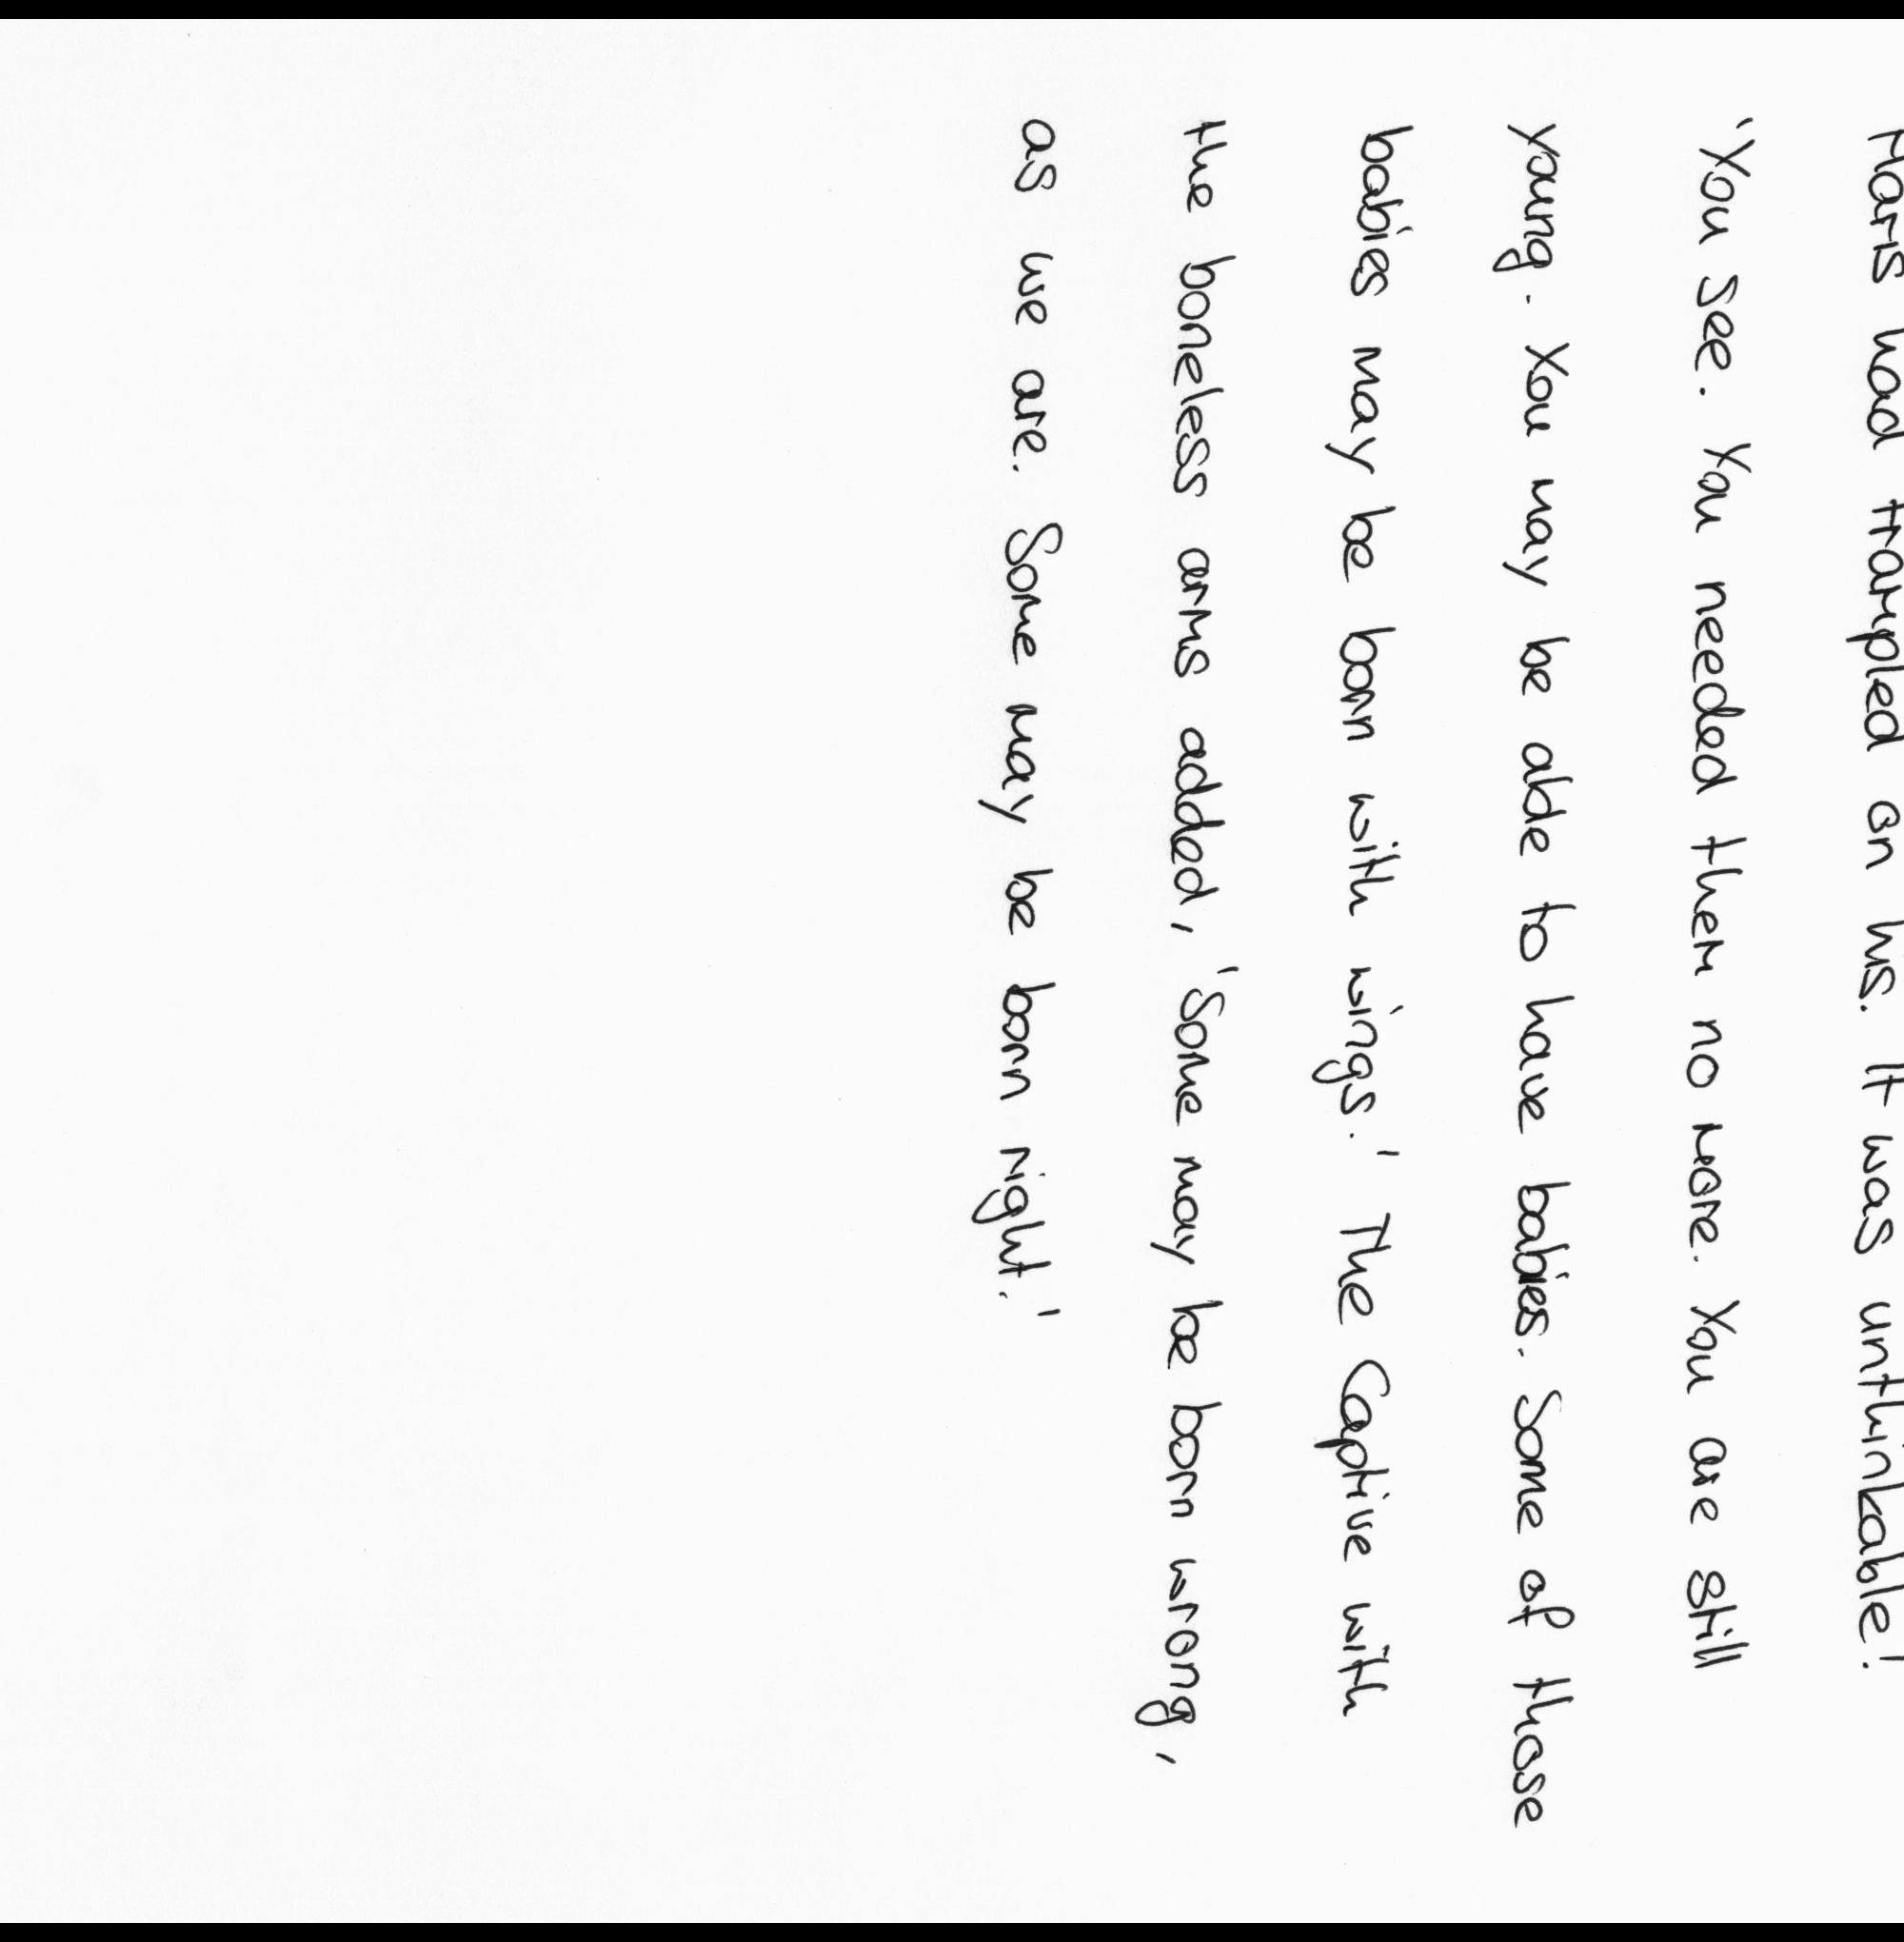 Haris had trampled on his. It was unthinkable!
'You see. You needed them no more. You are still
young. You may be able to have babies. Some of those
babies may be born with wings.' The Captive with
the boneless arms added, 'Some may be born wrong,
as we are. Some may be born right.'